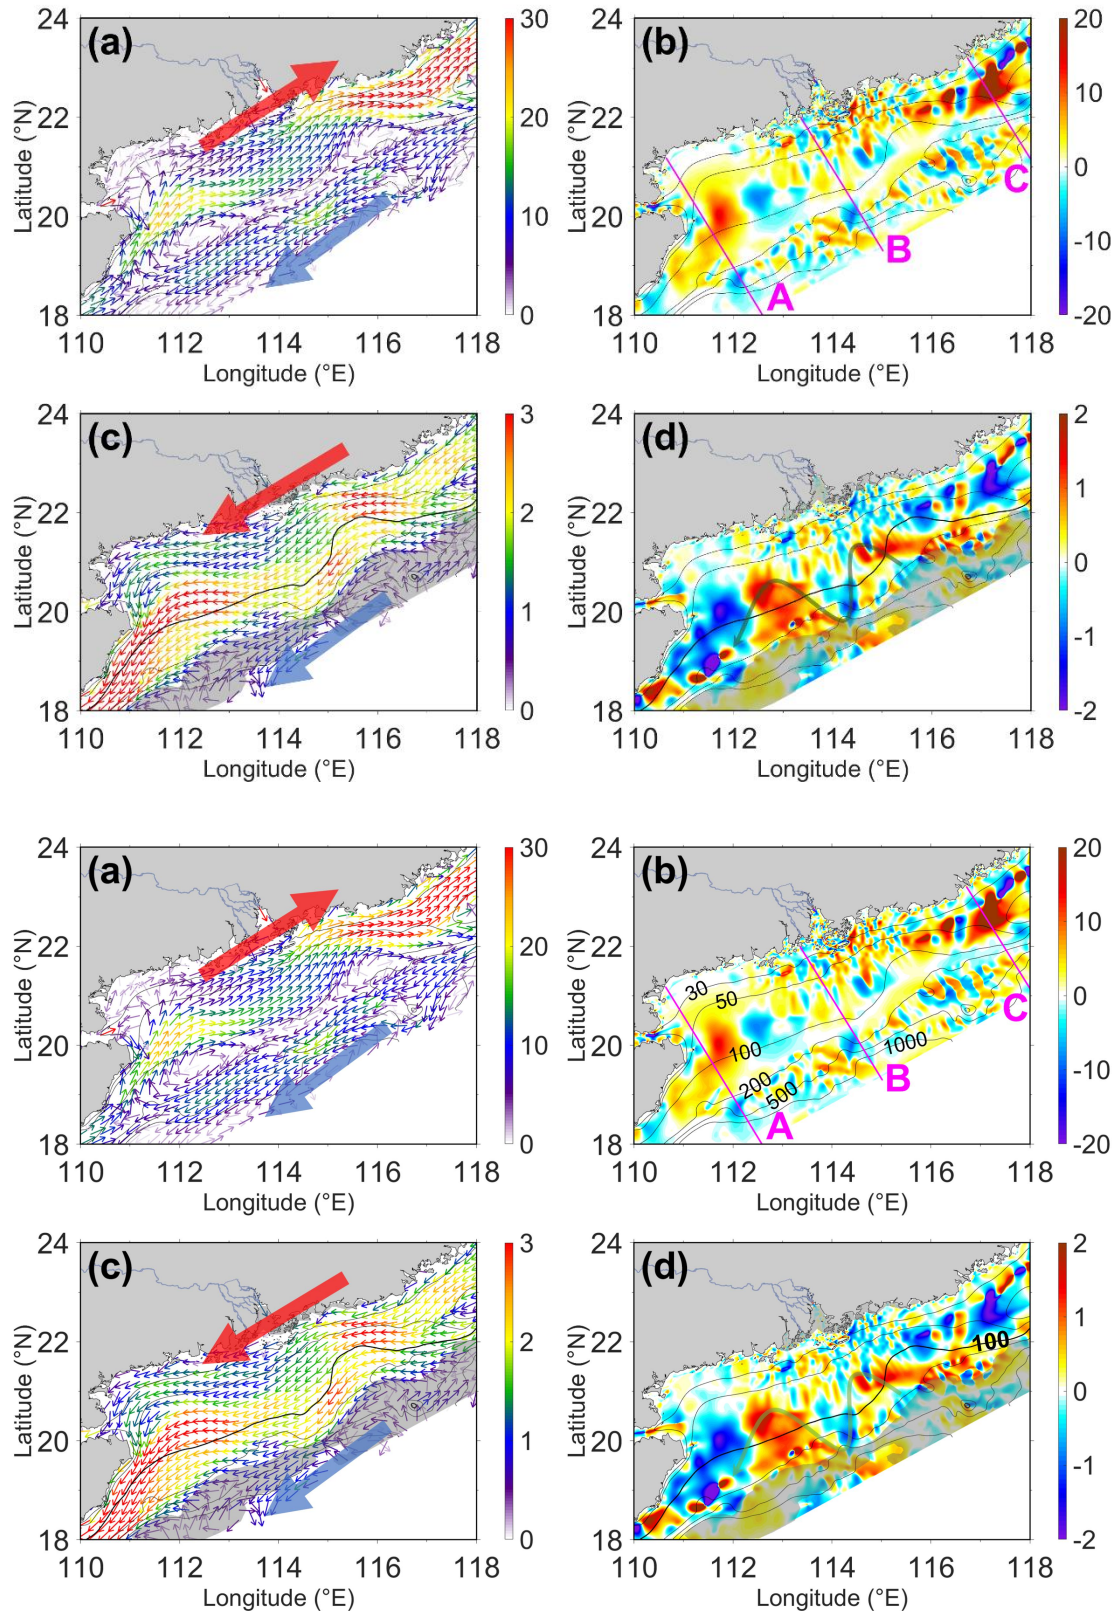 (a)
24
22
20
18
Latitude (°N)
110 112 114 116 118
Longitude (°E)
30
20
10
0
(b)
24
22
20
18
Latitude (°N)
A
B
C
110 112 114 116 118
Longitude (°E)
20
10
0
-10
-20
(c)
24
22
20
18
Latitude (°N)
110 112 114 116 118
Longitude (°E)
3
2
1
0
(d)
24
22
20
18
Latitude (°N)
110 112 114 116 118
Longitude (°E)
2
1
0
-1
-2
(a)
24
22
20
18
Latitude (°N)
110 112 114 116 118
Longitude (°E)
30
20
10
0
(b)
24
22
20
18
Latitude (°N)
30
50
100
200
500
1000
A
B
C
110 112 114 116 118
Longitude (°E)
20
10
0
-10
-20
(c)
24
22
20
18
Latitude (°N)
110 112 114 116 118
Longitude (°E)
3
2
1
0
(d)
24
22
20
18
Latitude (°N)
100
110 112 114 116 118
Longitude (°E)
2
1
0
-1
-2